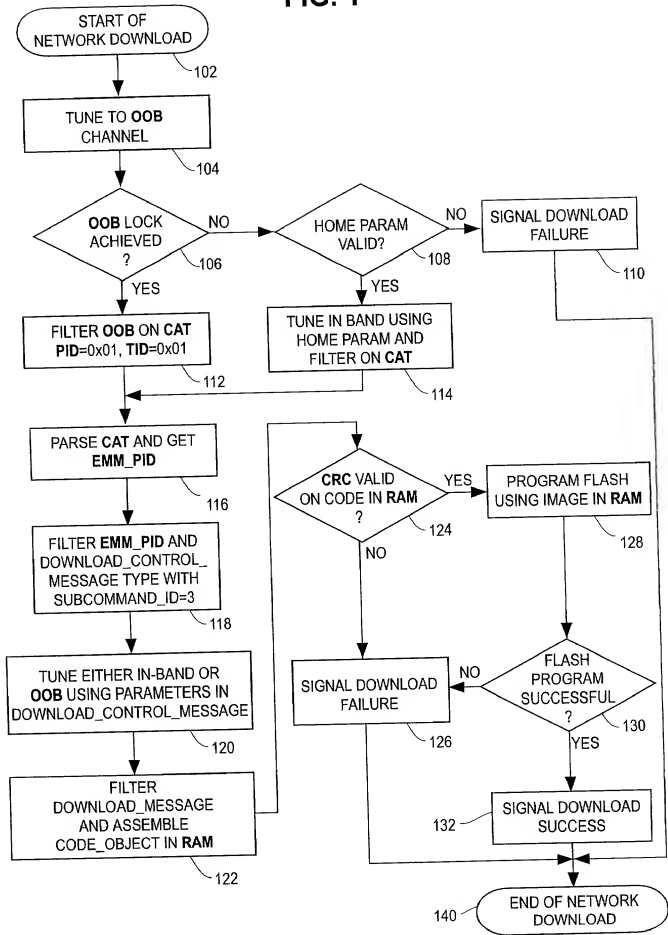 START OF
NETWORK DOWNLOAD
102
TUNE TO OOB
CHANNEL
104
OOB LOCK
ACHIEVED
?
106
NO
YES
HOME PARAM
VALID?
108
NO
YES
SIGNAL DOWNLOAD
FAILURE
110
FILTER OOB ON CAT
PID=0x01, TID=0x01
112
TUNE IN BAND USING
HOME PARAM AND
FILTER ON CAT
114
PARSE CAT AND GET
EMM_PID
116
FILTER EMM_PID AND
DOWNLOAD_CONTROL_
MESSAGE TYPE WITH
SUBCOMMAND_ID=3
118
TUNE EITHER IN-BAND OR
OOB USING PARAMETERS IN
DOWNLOAD_CONTROL_MESSAGE
120
FILTER
DOWNLOAD_MESSAGE
AND ASSEMBLE
CODE_OBJECT IN RAM
122
CRC VALID
ON CODE IN RAM
?
124
YES
NO
PROGRAM FLASH
USING IMAGE IN RAM
128
SIGNAL DOWNLOAD
FAILURE
126
NO
FLASH
PROGRAM
SUCCESSFUL
?
130
YES
132
SIGNAL DOWNLOAD
SUCCESS
140
END OF NETWORK
DOWNLOAD